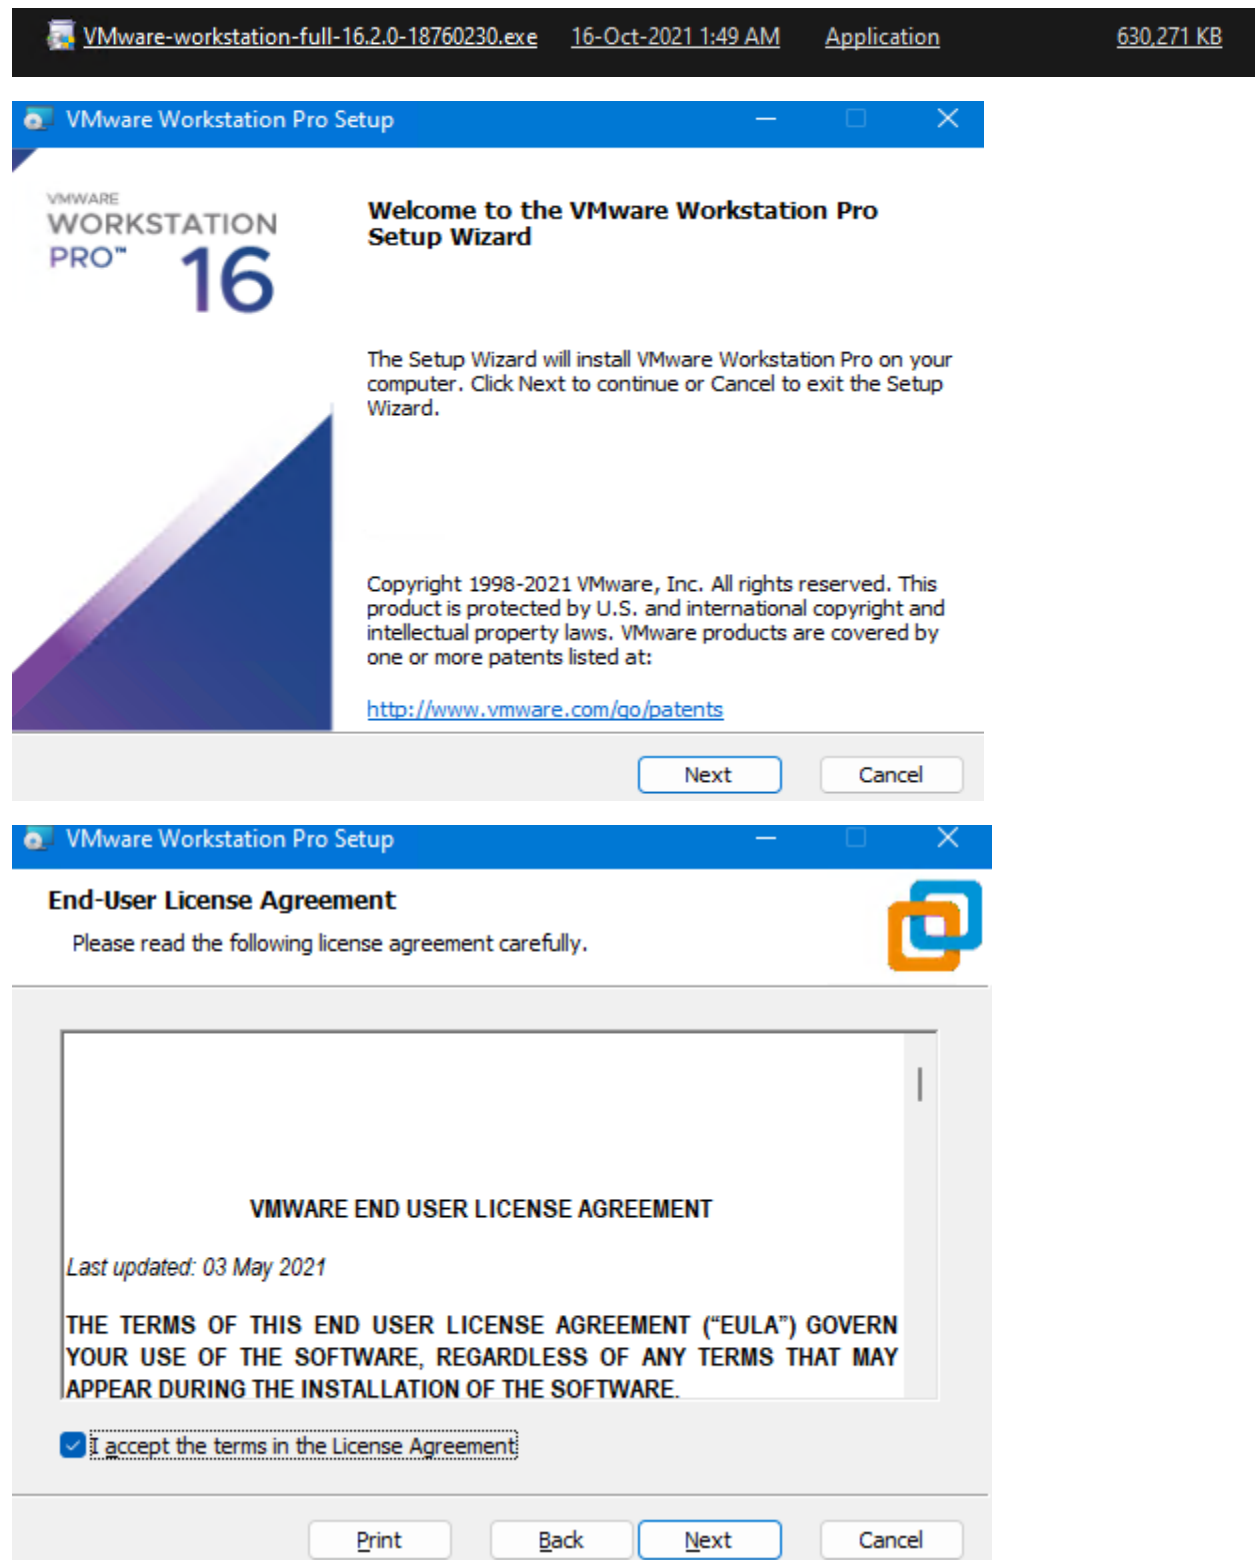 VMware-workstation-full-16.2.0-18760230.exe 16-Oct-2021 1:49 AM Application 630,271 KB
VMware Workstation Pro Setup
VMWARE
WORKSTATION
PRO™ 16
Welcome to the VMware Workstation Pro
Setup Wizard
The Setup Wizard will install VMware Workstation Pro on your
computer. Click Next to continue or Cancel to exit the Setup
Wizard.
Copyright 1998-2021 VMware, Inc. All rights reserved. This
product is protected by U.S. and international copyright and
intellectual property laws. VMware products are covered by
one or more patents listed at:
http://www.vmware.com/go/patents
Next Cancel
VMware Workstation Pro Setup
End-User License Agreement
Please read the following license agreement carefully.
VMWARE END USER LICENSE AGREEMENT
Last updated: 03 May 2021
THE TERMS OF THIS END USER LICENSE AGREEMENT (“EULA”) GOVERN
YOUR USE OF THE SOFTWARE, REGARDLESS OF ANY TERMS THAT MAY
APPEAR DURING THE INSTALLATION OF THE SOFTWARE.
I accept the terms in the License Agreement
Print Back Next Cancel